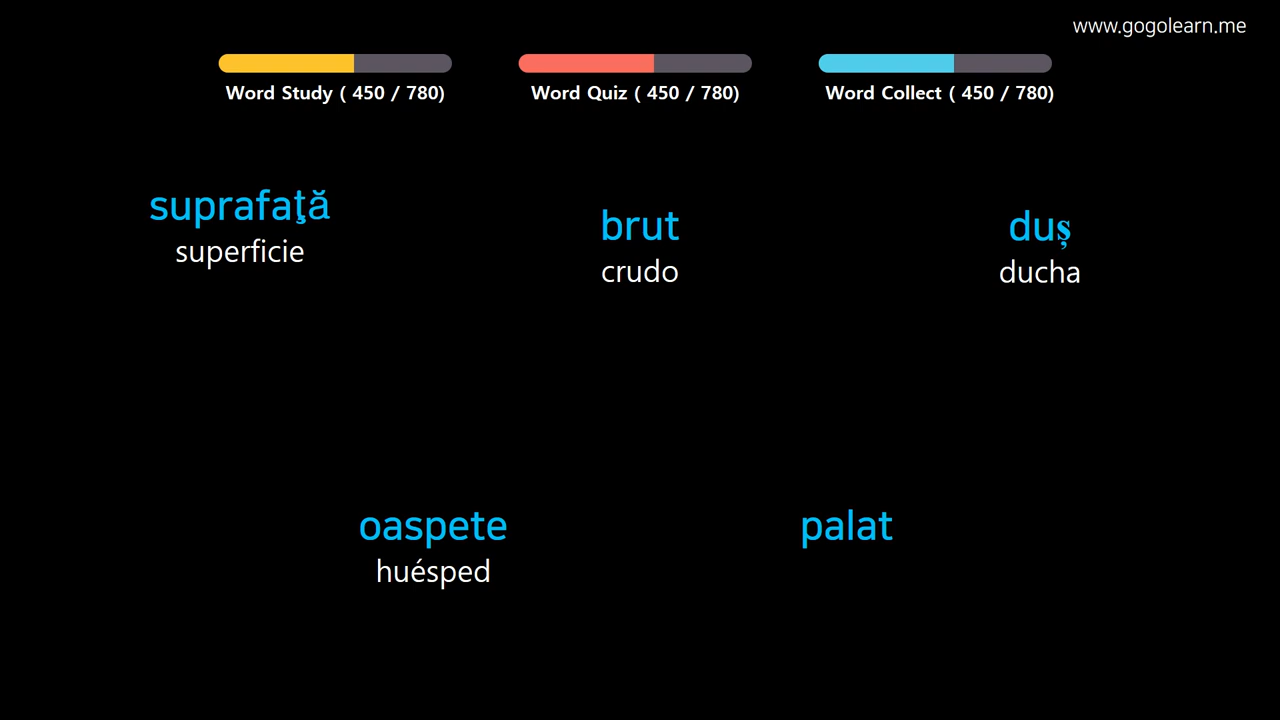 www.gogolearn.me
Word Study ( 450 / 780)
Word Quiz ( 450 / 780)
Word Collect ( 450 / 780)
suprafaţă
superficie
brut
crudo
duș
ducha
oaspete
huésped
palat